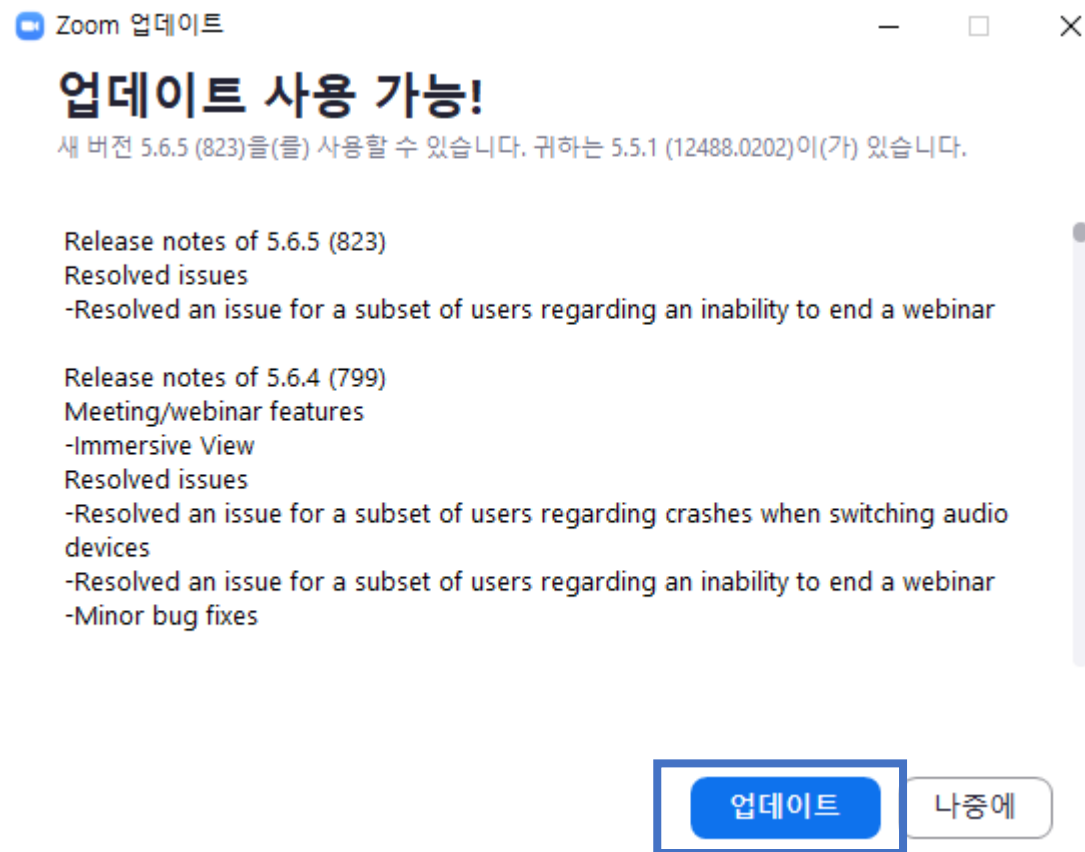 Zoom 업데이트
업데이트 사용 가능!
새 버전 5.6.5 (823)을(를) 사용할 수 있습니다. 귀하는 5.5.1 (12488.0202)이(가) 있습니다.
Release notes of 5.6.5 (823)
Resolved issues
-Resolved an issue for a subset of users regarding an inability to end a webinar
Release notes of 5.6.4 (799)
Meeting/webinar features
-Immersive View
Resolved issues
-Resolved an issue for a subset of users regarding crashes when switching audio
devices
-Resolved an issue for a subset of users regarding an inability to end a webinar
-Minor bug fixes
업데이트 나중에